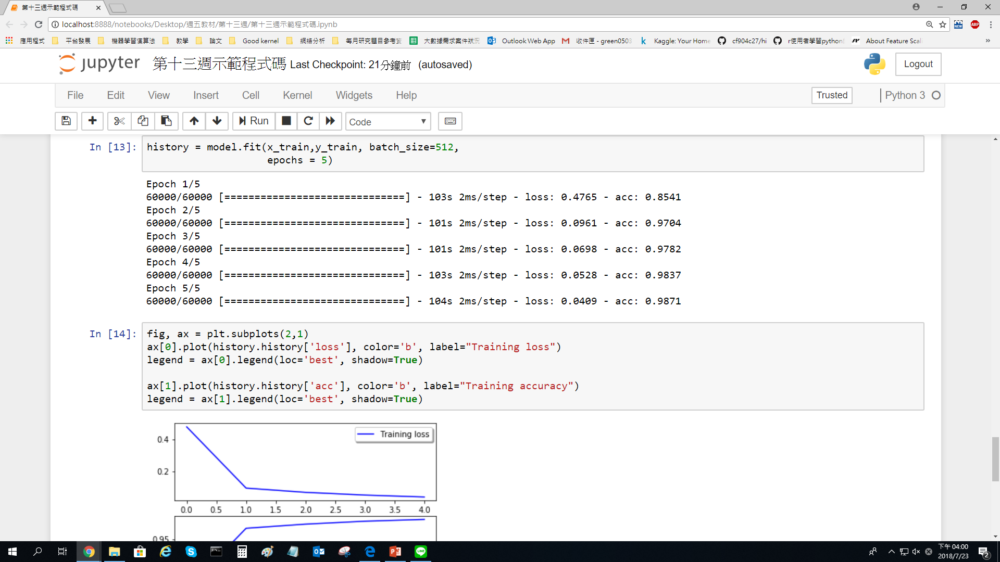 第十三週示範程式碼
localhost:8888/notebooks/Desktop/週五教材/第十三週/第十三週示範程式碼.ipynb
應用程式 平台發展 機器學習演算法 教學 論文 Good kernel 網絡分析 每月研究題目參考資 大數據需求案件狀況 Outlook Web App 收件匣 - green0503 Kaggle: Your Home cf904c27/hi r使用者學習python About Feature Scal »
jupyter 第十三週示範程式碼 Last Checkpoint: 21分鐘前 (autosaved) Logout
File Edit View Insert Cell Kernel Widgets Help Trusted Python 3
Run Code
In [13]: history = model.fit(x_train,y_train, batch_size=512,
epochs = 5)
Epoch 1/5
60000/60000 [==============================] - 103s 2ms/step - loss: 0.4765 - acc: 0.8541
Epoch 2/5
60000/60000 [==============================] - 101s 2ms/step - loss: 0.0961 - acc: 0.9704
Epoch 3/5
60000/60000 [==============================] - 101s 2ms/step - loss: 0.0698 - acc: 0.9782
Epoch 4/5
60000/60000 [==============================] - 103s 2ms/step - loss: 0.0528 - acc: 0.9837
Epoch 5/5
60000/60000 [==============================] - 104s 2ms/step - loss: 0.0409 - acc: 0.9871
In [14]: fig, ax = plt.subplots(2,1)
ax[0].plot(history.history['loss'], color='b', label="Training loss")
legend = ax[0].legend(loc='best', shadow=True)
ax[1].plot(history.history['acc'], color='b', label="Training accuracy")
legend = ax[1].legend(loc='best', shadow=True)
Training loss
0.4
0.2
0.0 0.5 1.0 1.5 2.0 2.5 3.0 3.5 4.0
0.95
下午 04:00
2018/7/23
2